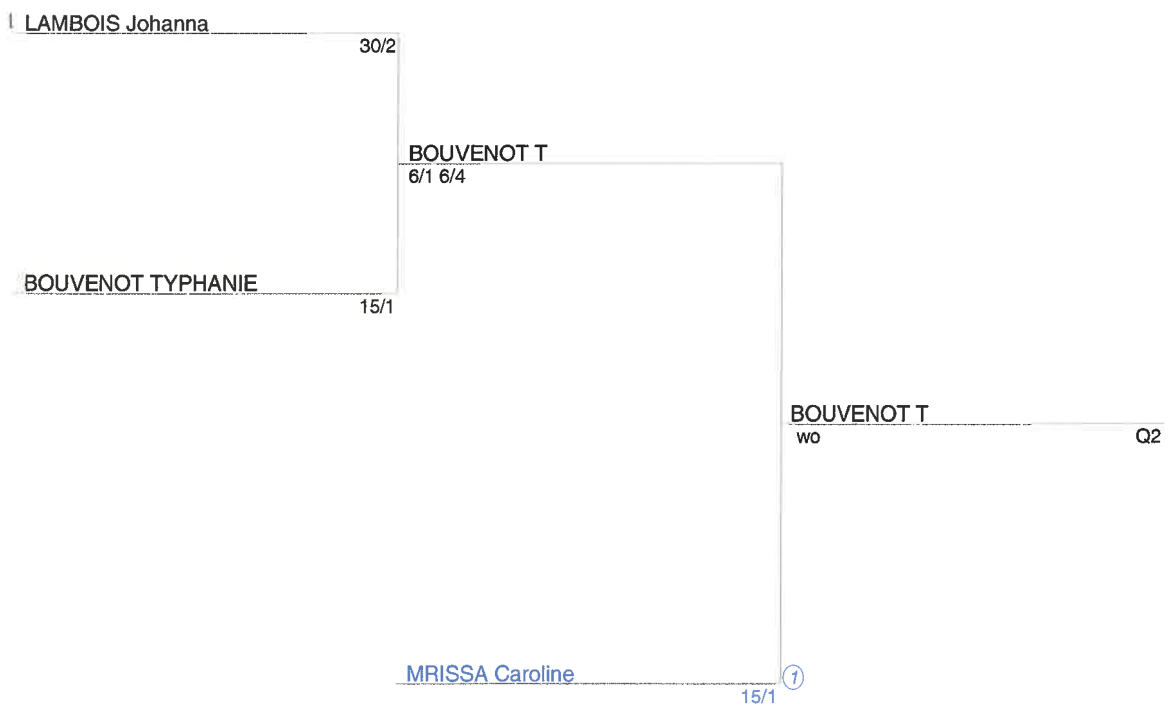 LAMBOIS Johanna
30/2
BOUVENOT T
6/1 6/4
BOUVENOT TYPHANIE
15/1
BOUVENOT T
wo Q2
MRISSA Caroline
1
15/1